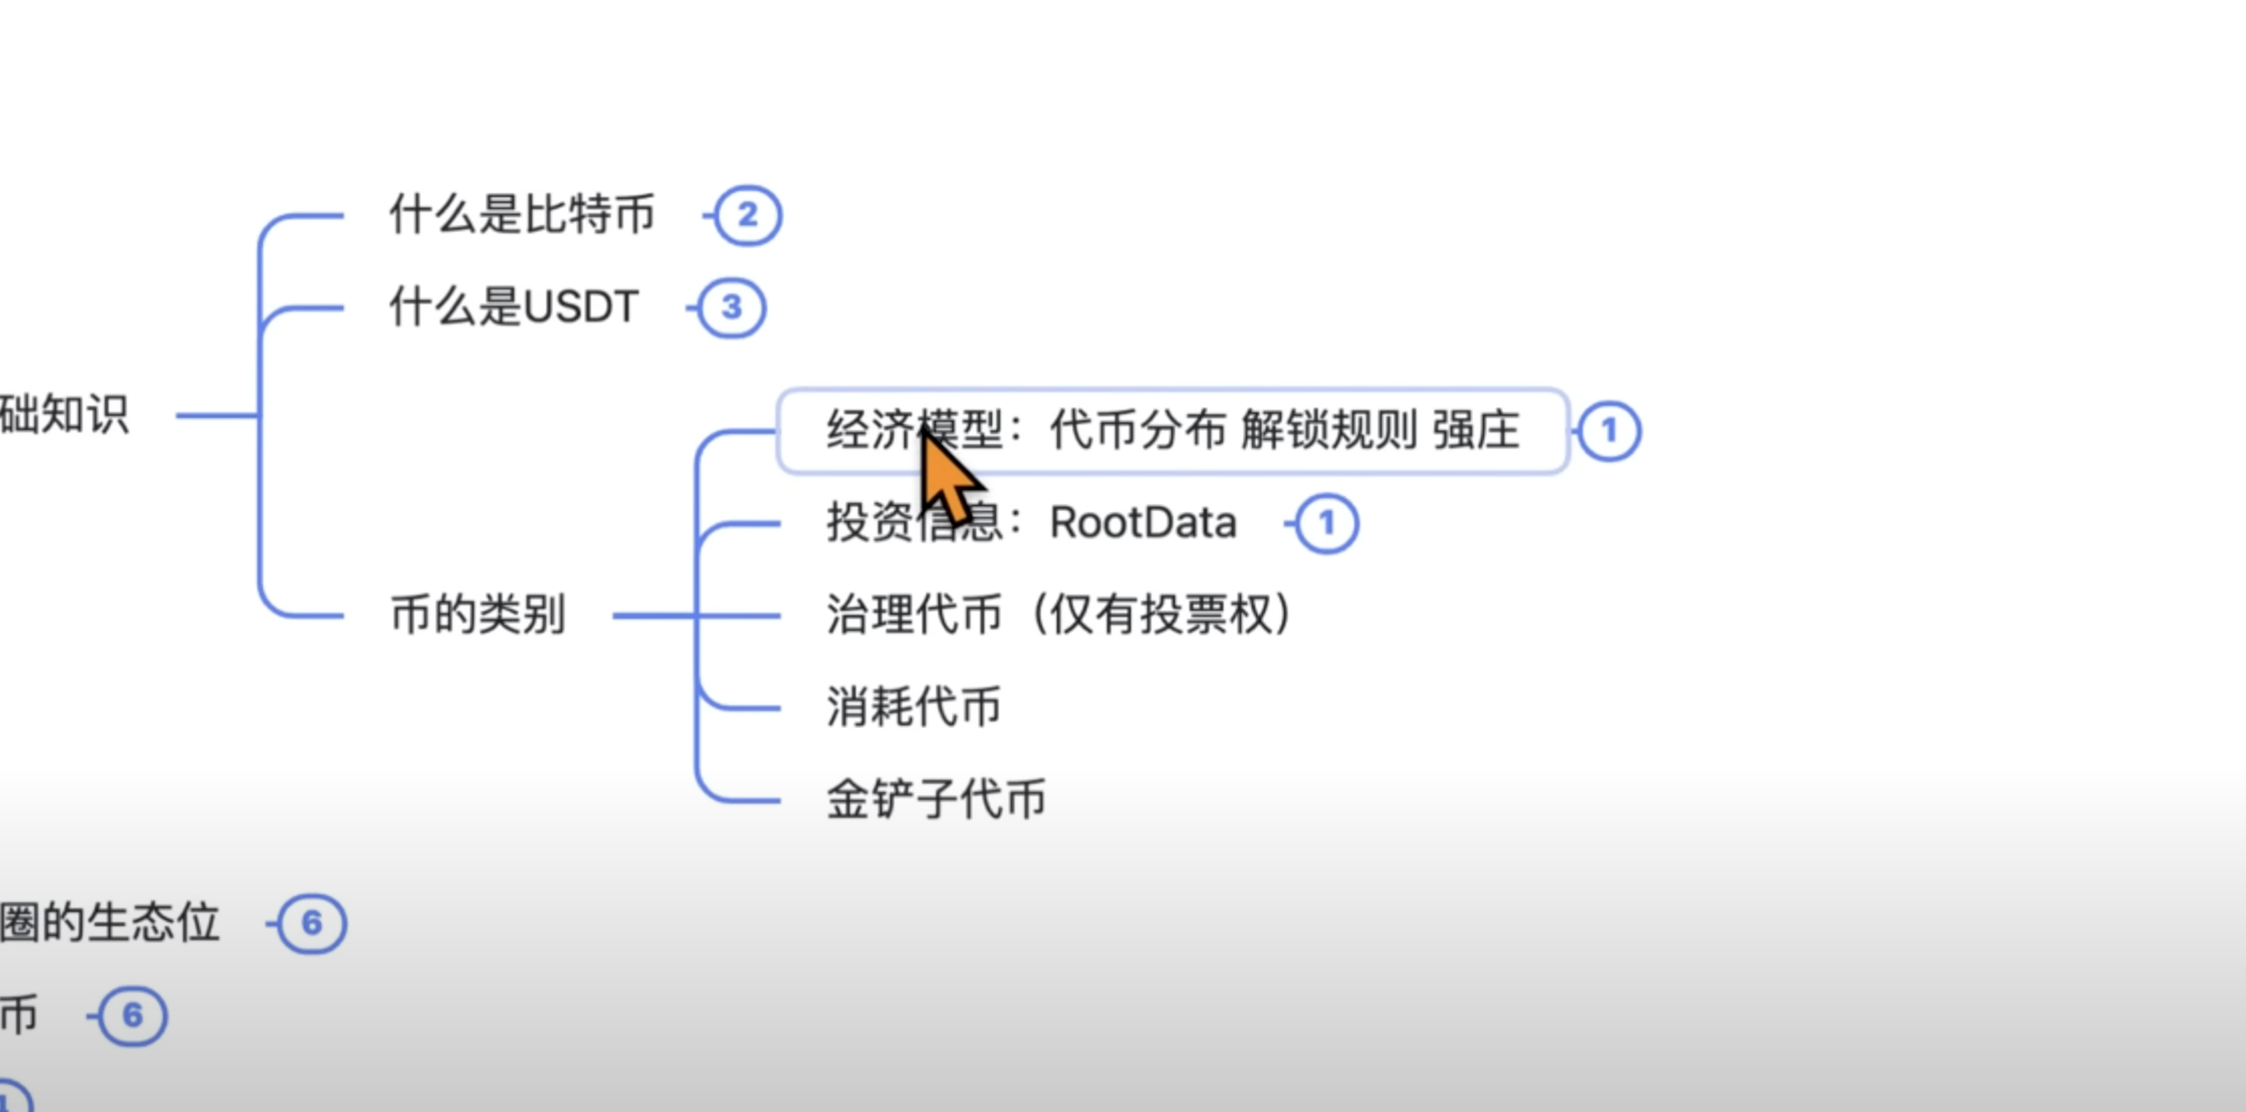 什么是比特币 2
什么是USDT 3
础知识
经济模型：代币分布 解锁规则 强庄 1
投资信息：RootData 1
币的类别
治理代币（仅有投票权）
消耗代币
金铲子代币
圈的生态位 6
币 6